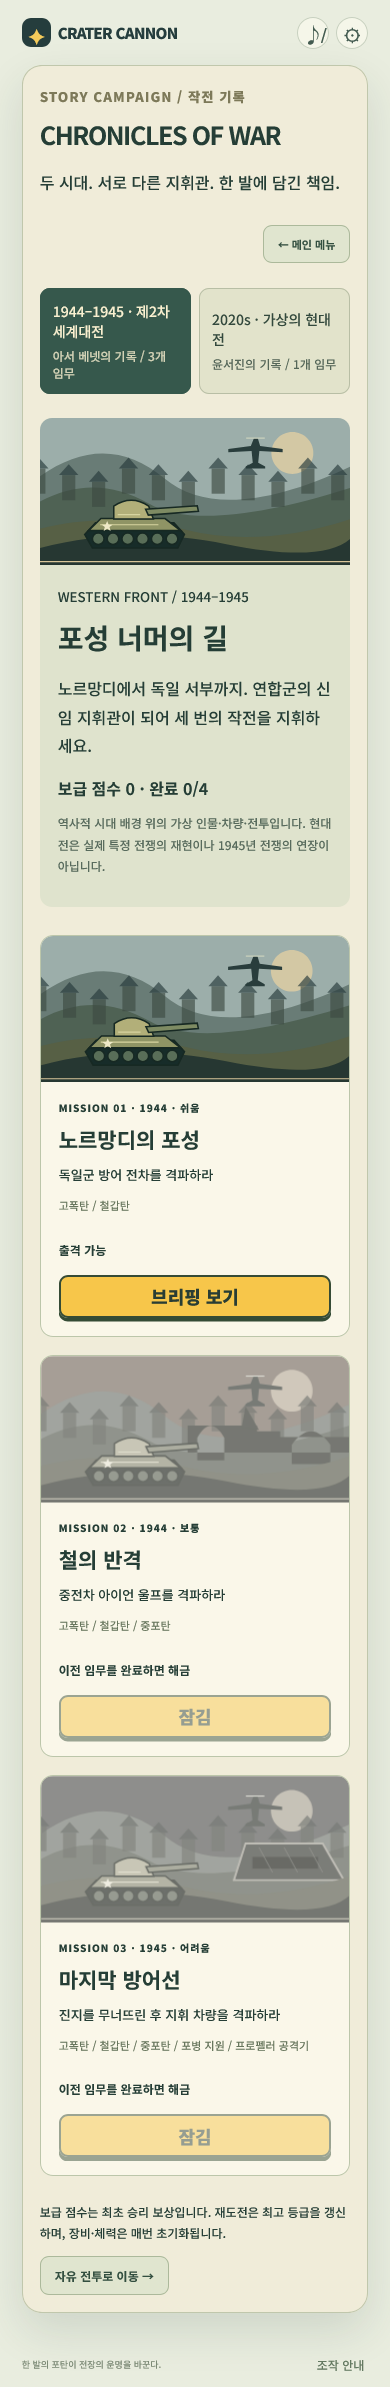 CRATER CANNON
STORY CAMPAIGN / 작전 기록
CHRONICLES OF WAR
두 시대. 서로 다른 지휘관. 한 발에 담긴 책임.
← 메인 메뉴
1944–1945 · 제2차
세계대전
아서 베넷의 기록 / 3개
임무
2020s · 가상의 현대
전
윤서진의 기록 / 1개 임무
WESTERN FRONT / 1944–1945
포성 너머의 길
노르망디에서 독일 서부까지. 연합군의 신
임 지휘관이 되어 세 번의 작전을 지휘하
세요.
보급 점수 0 · 완료 0/4
역사적 시대 배경 위의 가상 인물·차량·전투입니다. 현대
전은 실제 특정 전쟁의 재현이나 1945년 전쟁의 연장이
아닙니다.
MISSION 01 · 1944 · 쉬움
노르망디의 포성
독일군 방어 전차를 격파하라
고폭탄 / 철갑탄
출격 가능
브리핑 보기
MISSION 02 · 1944 · 보통
철의 반격
중전차 아이언 울프를 격파하라
고폭탄 / 철갑탄 / 중포탄
이전 임무를 완료하면 해금
잠김
MISSION 03 · 1945 · 어려움
마지막 방어선
진지를 무너뜨린 후 지휘 차량을 격파하라
고폭탄 / 철갑탄 / 중포탄 / 포병 지원 / 프로펠러 공격기
이전 임무를 완료하면 해금
잠김
보급 점수는 최초 승리 보상입니다. 재도전은 최고 등급을 갱신
하며, 장비·체력은 매번 초기화됩니다.
자유 전투로 이동 →
한 발의 포탄이 전장의 운명을 바꾼다.
조작 안내